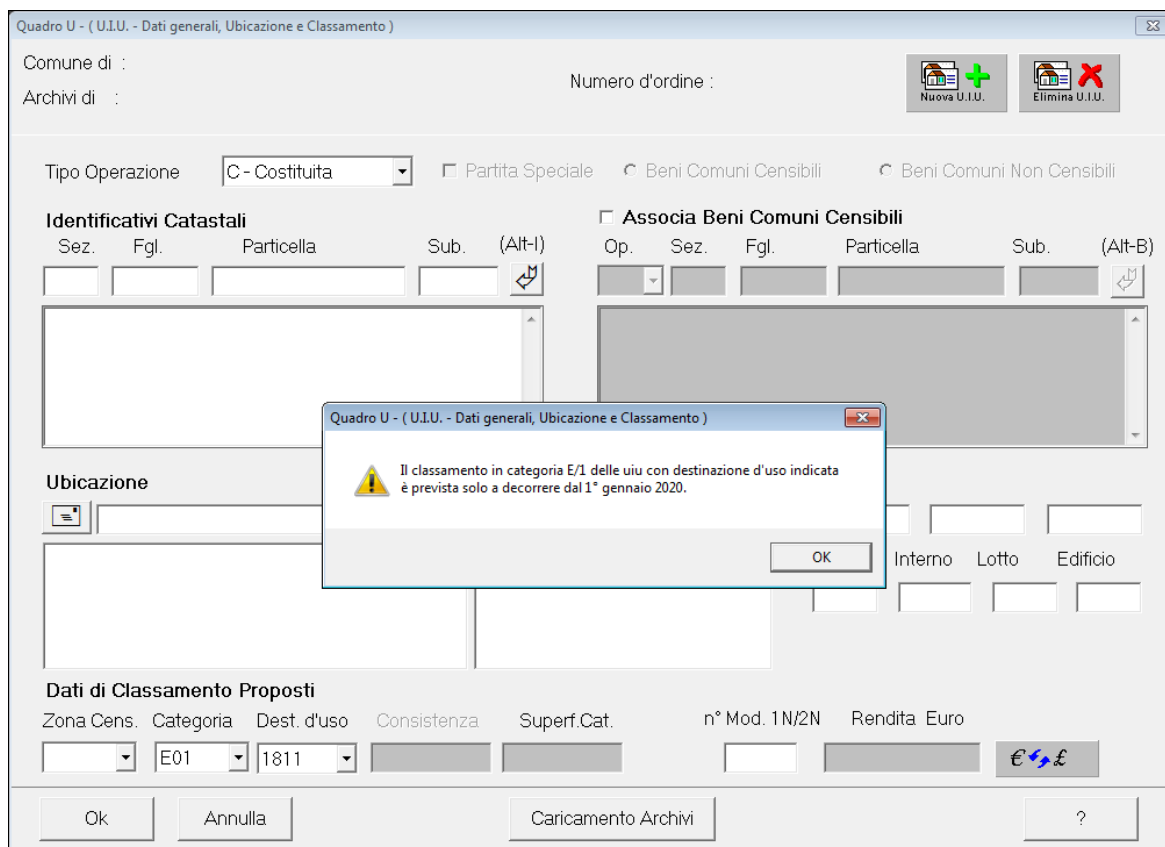 Quadro U - ( U.I.U. - Dati generali, Ubicazione e Classamento )
Comune di :
Archivi di :
Numero d'ordine :
Nuova U.I.U.
Elimina U.I.U.
Tipo Operazione
C - Costituita
Partita Speciale
Beni Comuni Censibili
Beni Comuni Non Censibili
Identificativi Catastali
Associa Beni Comuni Censibili
Sez. Fgl. Particella Sub. (Alt-I)
Op. Sez. Fgl. Particella Sub. (Alt-B)
Quadro U - ( U.I.U. - Dati generali, Ubicazione e Classamento )
Il classamento in categoria E/1 delle uiu con destinazione d'uso indicata
è prevista solo a decorrere dal 1° gennaio 2020.
OK
Ubicazione
Interno Lotto Edificio
Dati di Classamento Proposti
Zona Cens. Categoria Dest. d'uso Consistenza Superf.Cat. n° Mod. 1N/2N Rendita Euro
E01 1811 € £
Ok Annulla Caricamento Archivi ?